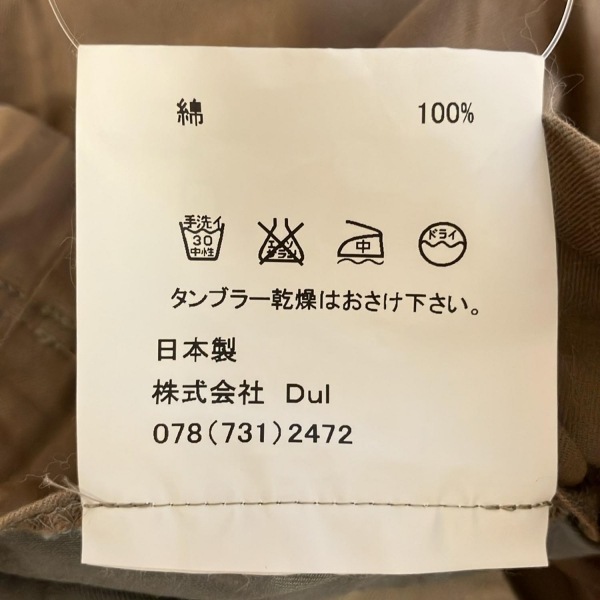 綿 100%
手洗イ 30 中性 エンソサラシ 中 ドライ
タンブラー乾燥はおさけ下さい。
日本製
株式会社 Dul
078(731)2472